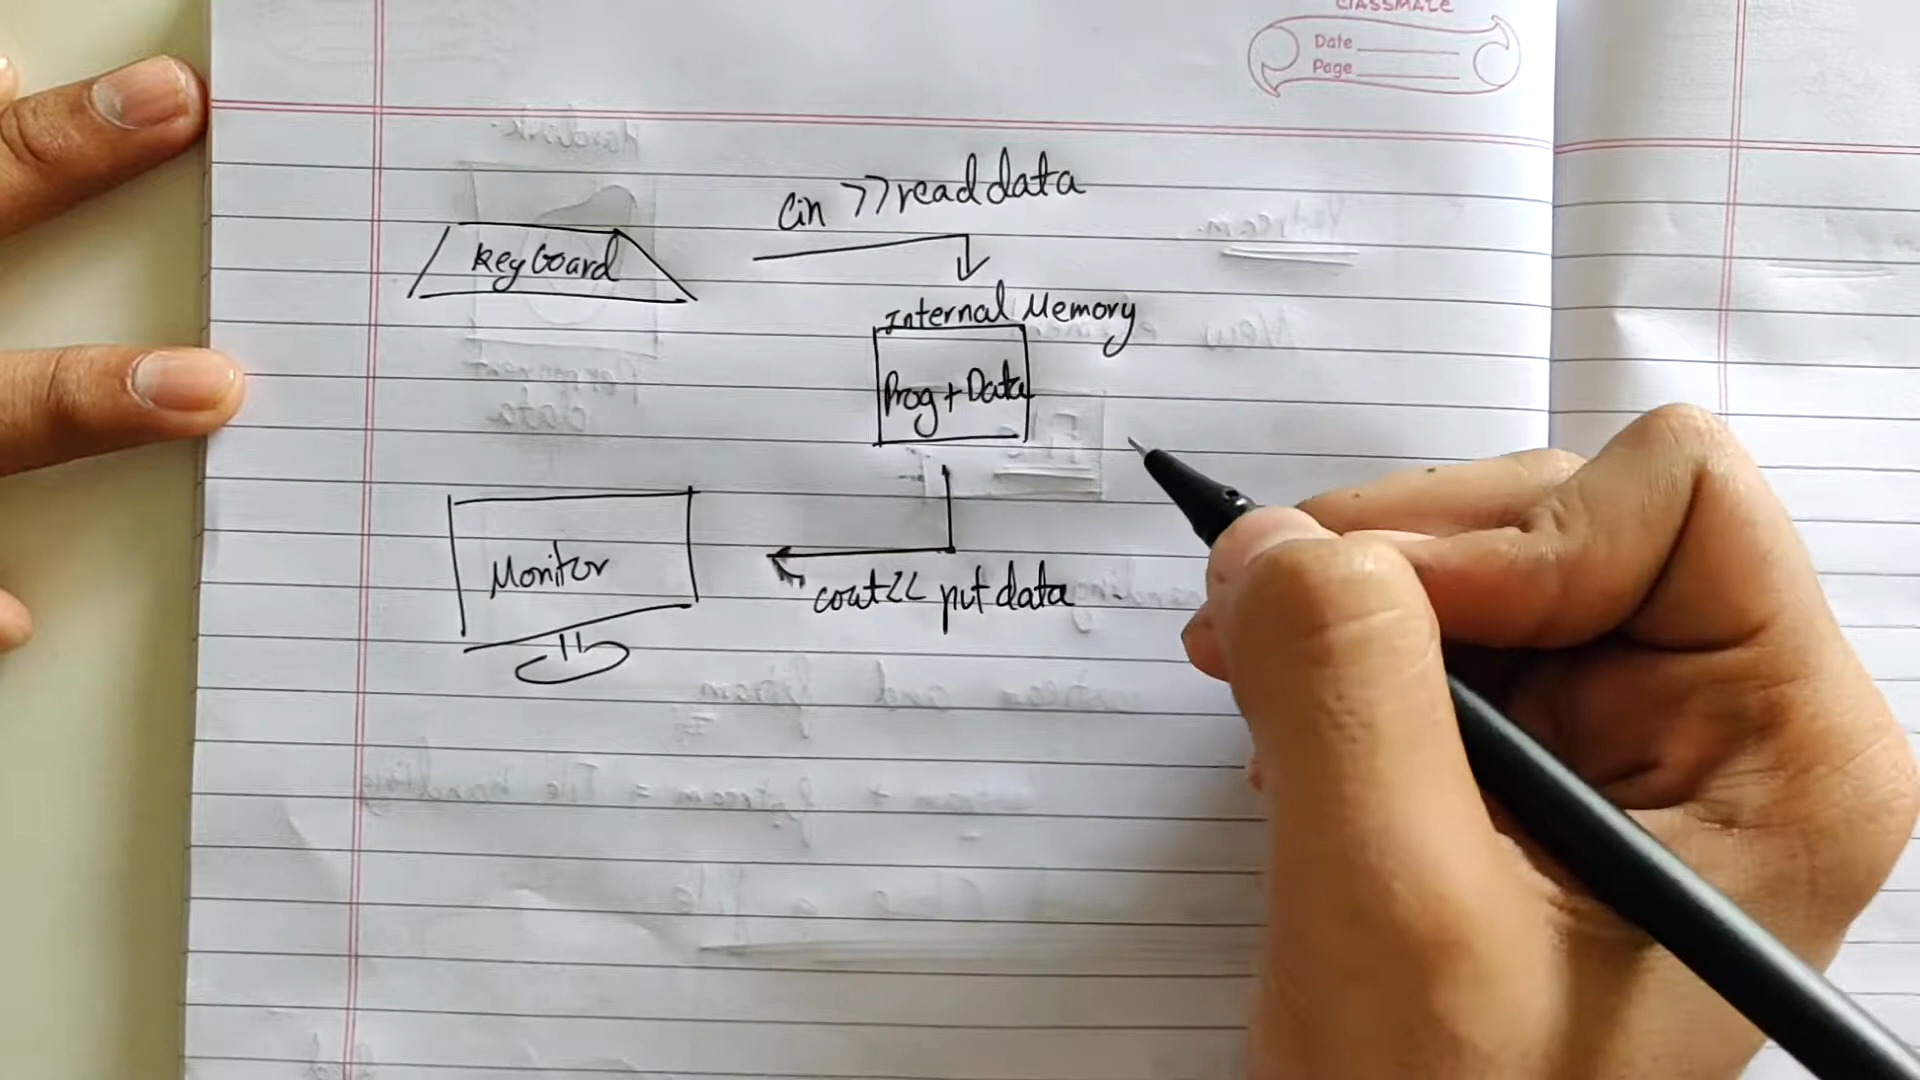 classmate
Date
Page
Cin >>read data
keyboard
Internal Memory
Prog + Data
Monitor
cout<< put data